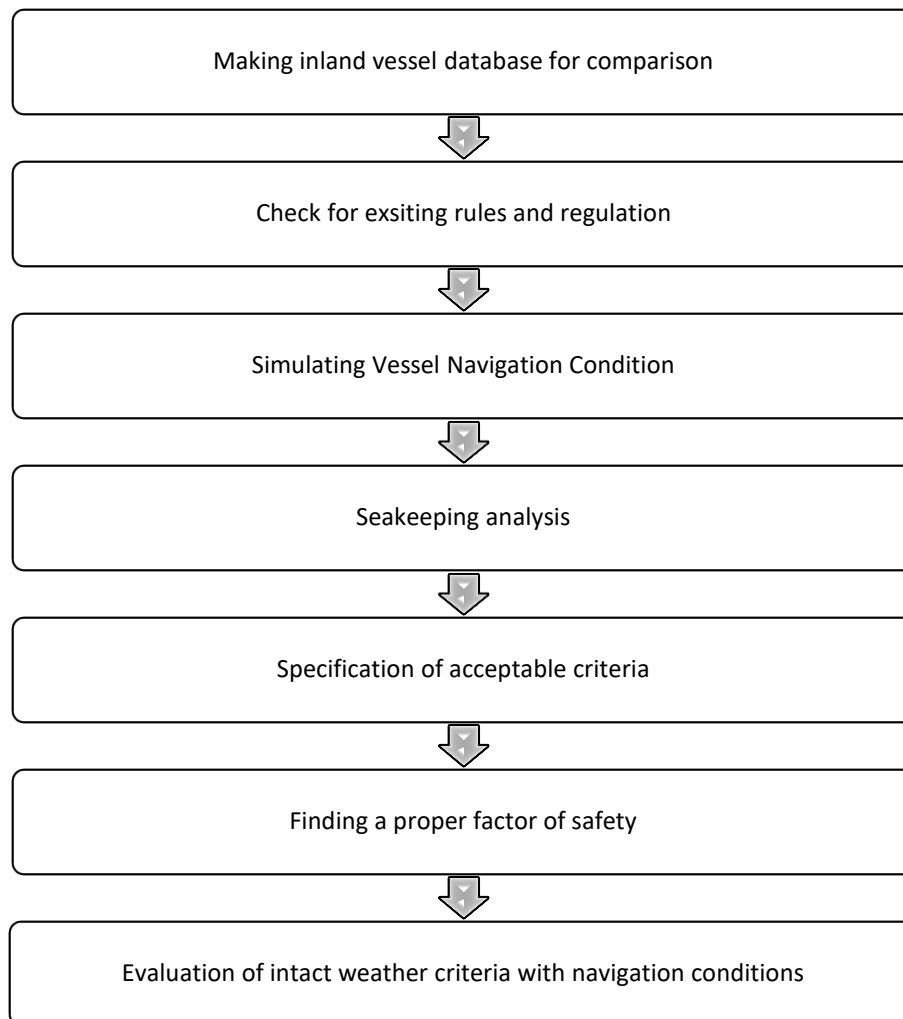 Making inland vessel database for comparison
Check for exsiting rules and regulation
Simulating Vessel Navigation Condition
Seakeeping analysis
Specification of acceptable criteria
Finding a proper factor of safety
Evaluation of intact weather criteria with navigation conditions